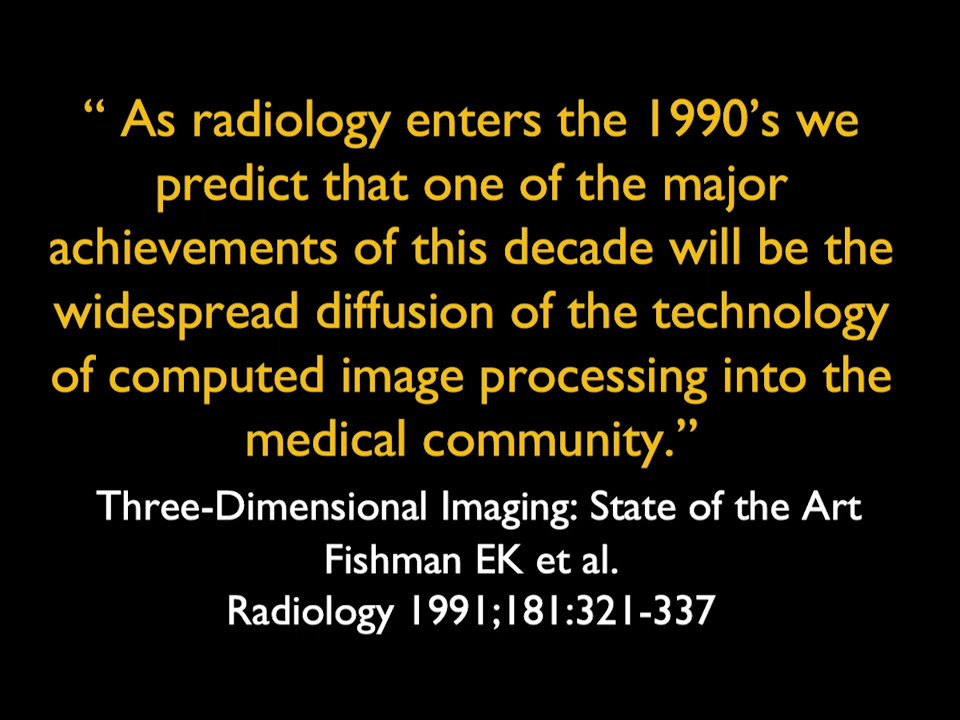 “ As radiology enters the 1990’s we
predict that one of the major
achievements of this decade will be the
widespread diffusion of the technology
of computed image processing into the
medical community.”
Three-Dimensional Imaging: State of the Art
Fishman EK et al.
Radiology 1991;181:321-337